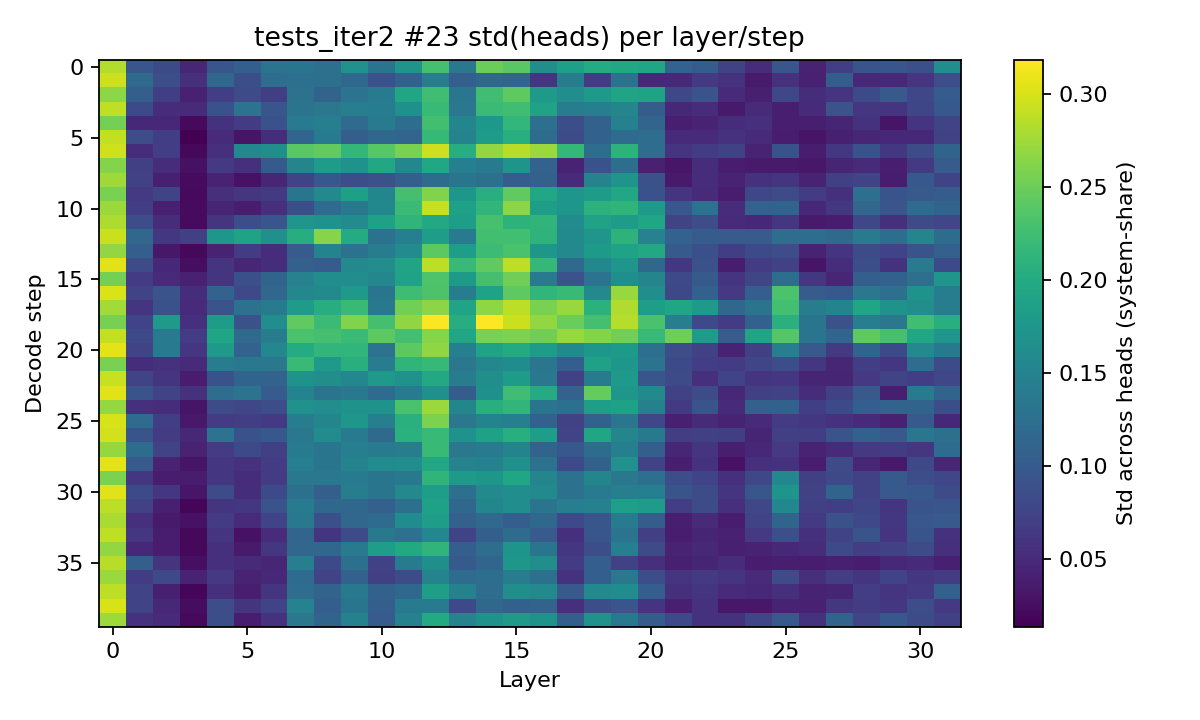 tests_iter2 #23 std(heads) per layer/step
0
5
10
15
20
25
30
35
Decode step
0 5 10 15 20 25 30
Layer
0.30
0.25
0.20
0.15
0.10
0.05
Std across heads (system-share)